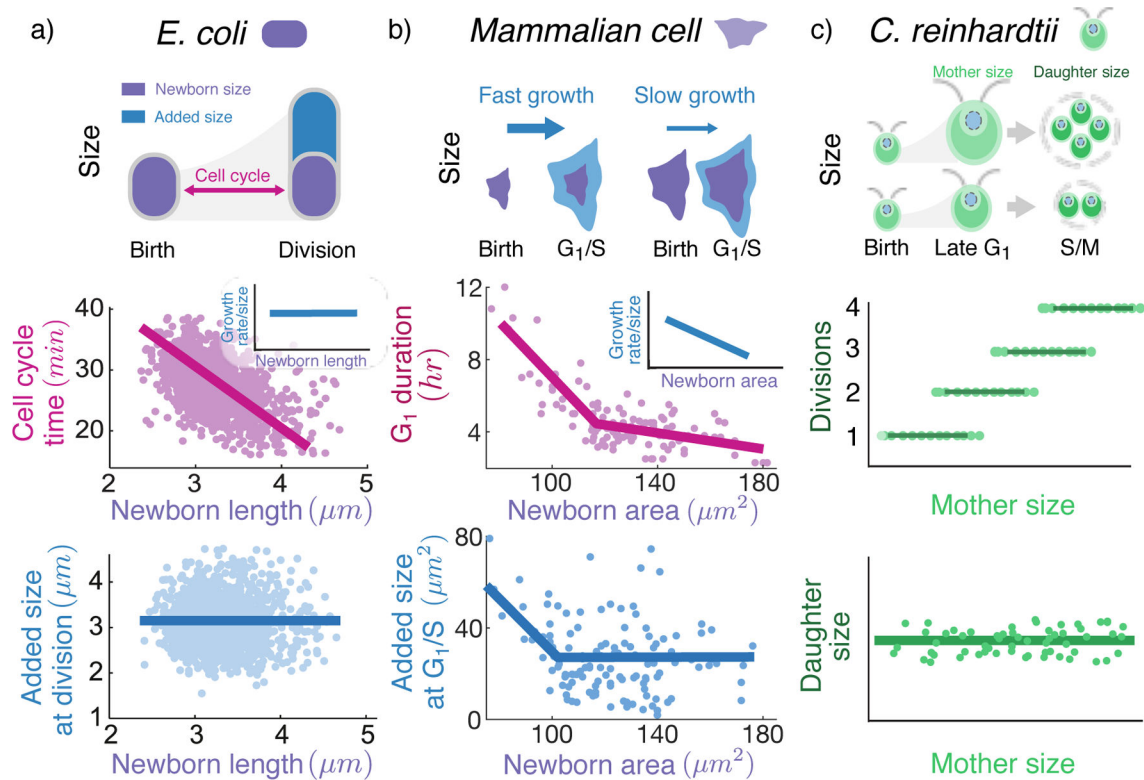 a)
E. coli
Newborn size
Added size
Size
Cell cycle
Birth
Division
40
30
20
Cell cycle
time (min)
Growth
rate/size
Newborn length
2
3
4
5
Newborn length (μm)
4
3
2
1
Added size
at division (μm)
2
3
4
5
Newborn length (μm)
b)
Mammalian cell
Fast growth
Slow growth
Size
Birth
G₁/S
Birth
G₁/S
12
8
4
G₁ duration
(hr)
Growth
rate/size
Newborn area
100
140
180
Newborn area (μm²)
80
40
0
Added size
at G₁/S (μm²)
100
140
180
Newborn area (μm²)
c)
C. reinhardtii
Mother size
Daughter size
Size
Birth
Late G₁
S/M
4
3
2
1
Divisions
Mother size
Daughter
size
Mother size